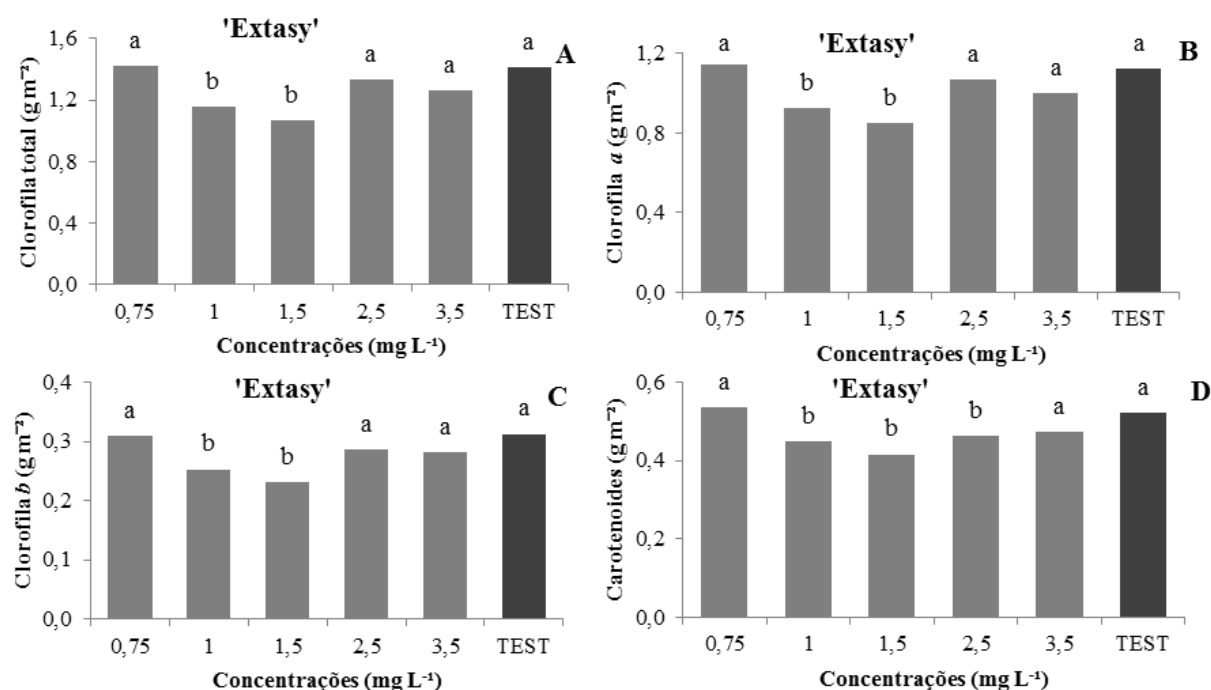 'Extasy'
A
Clorofila total (g m⁻²)
1,6
1,2
0,8
0,4
0,0
a
b
b
a
a
a
0,75 1 1,5 2,5 3,5 TEST
Concentrações (mg L⁻¹)
'Extasy'
B
Clorofila a (g m⁻²)
1,2
0,8
0,4
0,0
a
b
b
a
a
a
0,75 1 1,5 2,5 3,5 TEST
Concentrações (mg L⁻¹)
'Extasy'
C
Clorofila b (g m⁻²)
0,4
0,3
0,2
0,1
0,0
a
b
b
a
a
a
0,75 1 1,5 2,5 3,5 TEST
Concentrações (mg L⁻¹)
'Extasy'
D
Carotenoides (g m⁻²)
0,6
0,4
0,2
0,0
a
b
b
b
a
a
0,75 1 1,5 2,5 3,5 TEST
Concentrações (mg L⁻¹)